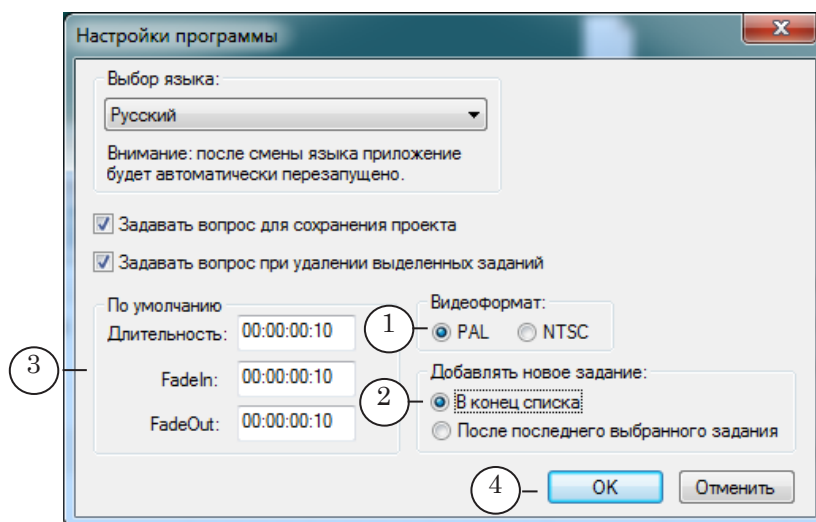 Настройки программы
Выбор языка:
Русский
Внимание: после смены языка приложение
будет автоматически перезапущено.
Задавать вопрос для сохранения проекта
Задавать вопрос при удалении выделенных заданий
По умолчанию
Длительность: 00:00:00:10
FadeIn: 00:00:00:10
FadeOut: 00:00:00:10
3
Видеоформат:
1
PAL NTSC
Добавлять новое задание:
2
В конец списка
После последнего выбранного задания
4
OK Отменить